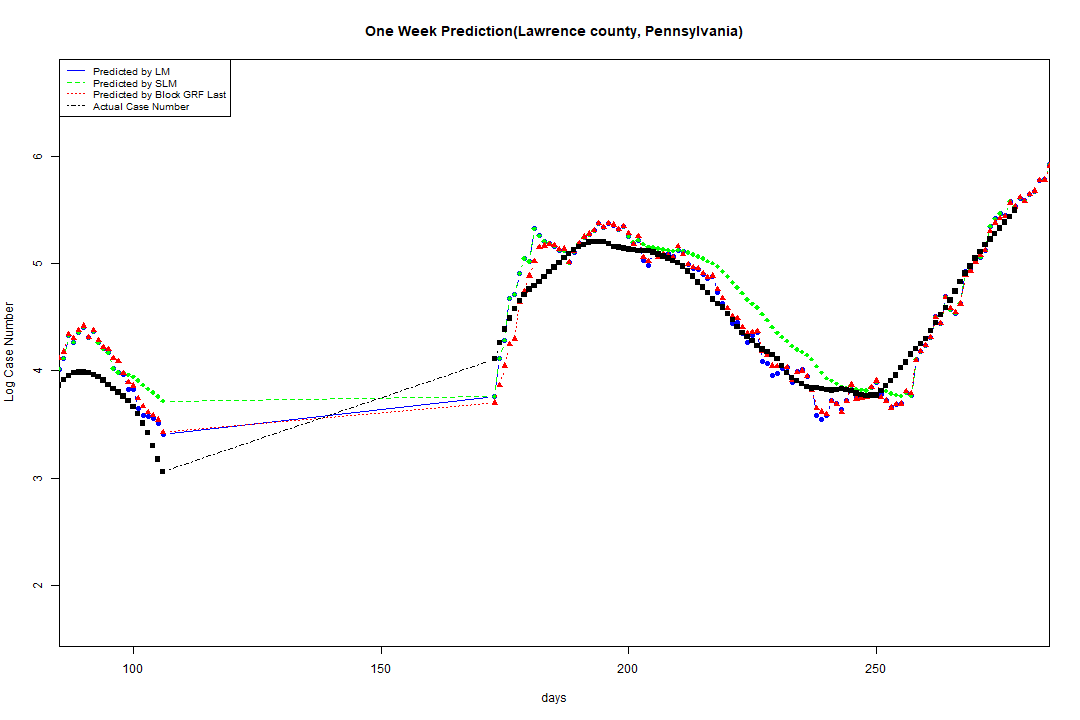 One Week Prediction(Lawrence county, Pennsylvania)
Predicted by LM
Predicted by SLM
Predicted by Block GRF Last
Actual Case Number
6
5
4
3
2
Log Case Number
100 150 200 250
days